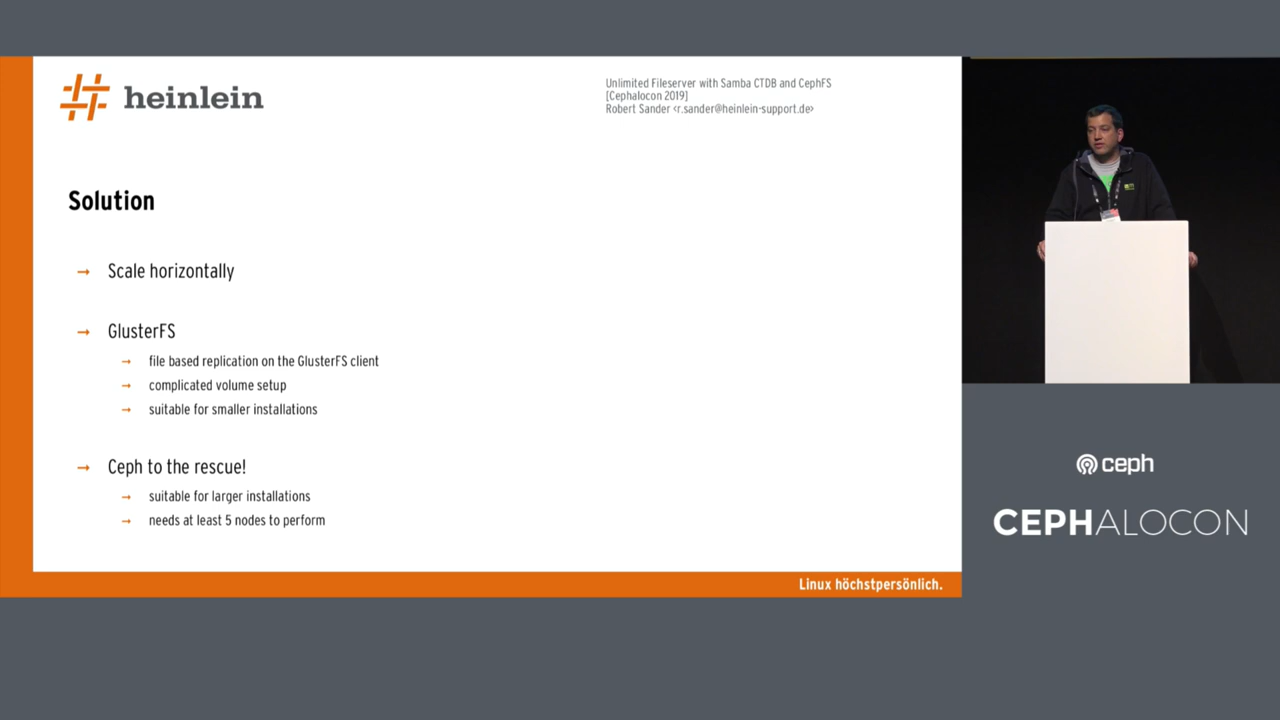 heinlein
Unlimited Fileserver with Samba CTDB and CephFS
[Cephalocon 2019]
Robert Sander <r.sander@heinlein-support.de>
Solution
→ Scale horizontally
→ GlusterFS
→ file based replication on the GlusterFS client
→ complicated volume setup
→ suitable for smaller installations
→ Ceph to the rescue!
→ suitable for larger installations
→ needs at least 5 nodes to perform
Linux höchstpersönlich.
ceph
CEPHALOCON